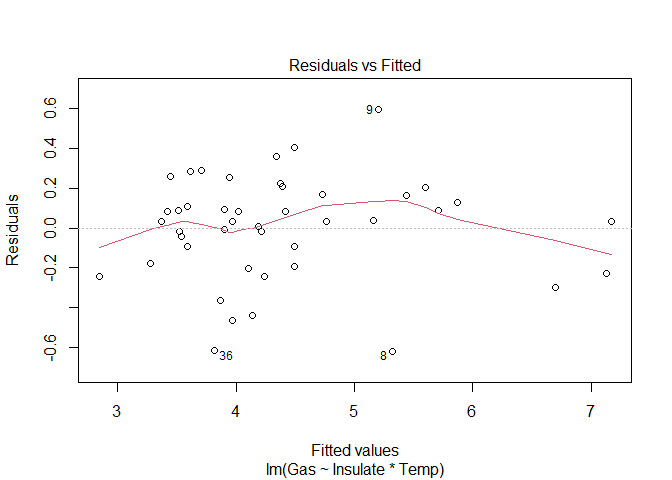 Residuals vs Fitted
Residuals
0.6
0.4
0.2
0.0
-0.2
-0.6
9
36
8
3 4 5 6 7
Fitted values
lm(Gas ~ Insulate * Temp)